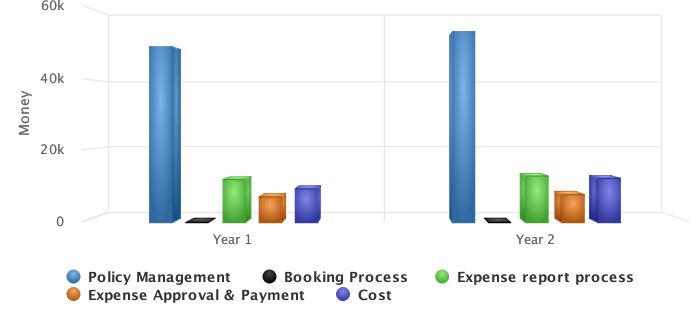 60k
40k
Money
20k
0
Year 1 Year 2
Policy Management Booking Process Expense report process
Expense Approval & Payment Cost